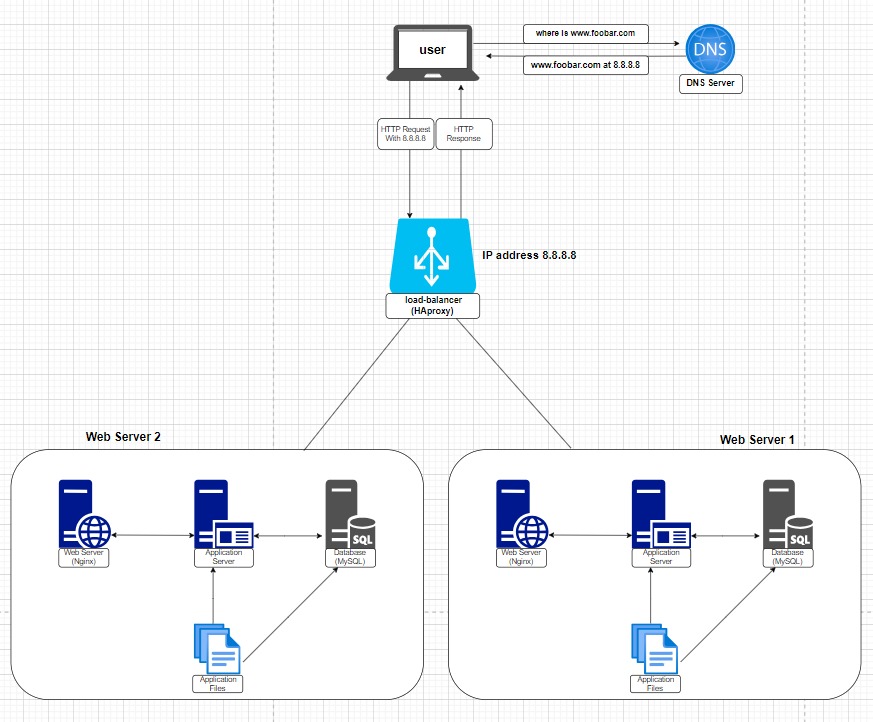 user
where is www.foobar.com
www.foobar.com at 8.8.8.8
DNS
DNS Server
HTTP Request
With 8.8.8.8
HTTP
Response
IP address 8.8.8.8
load-balancer
(HAproxy)
Web Server 2
Web Server
(Nginx)
Application
Server
SQL
Database
(MySQL)
Application
Files
Web Server 1
Web Server
(Nginx)
Application
Server
SQL
Database
(MySQL)
Application
Files